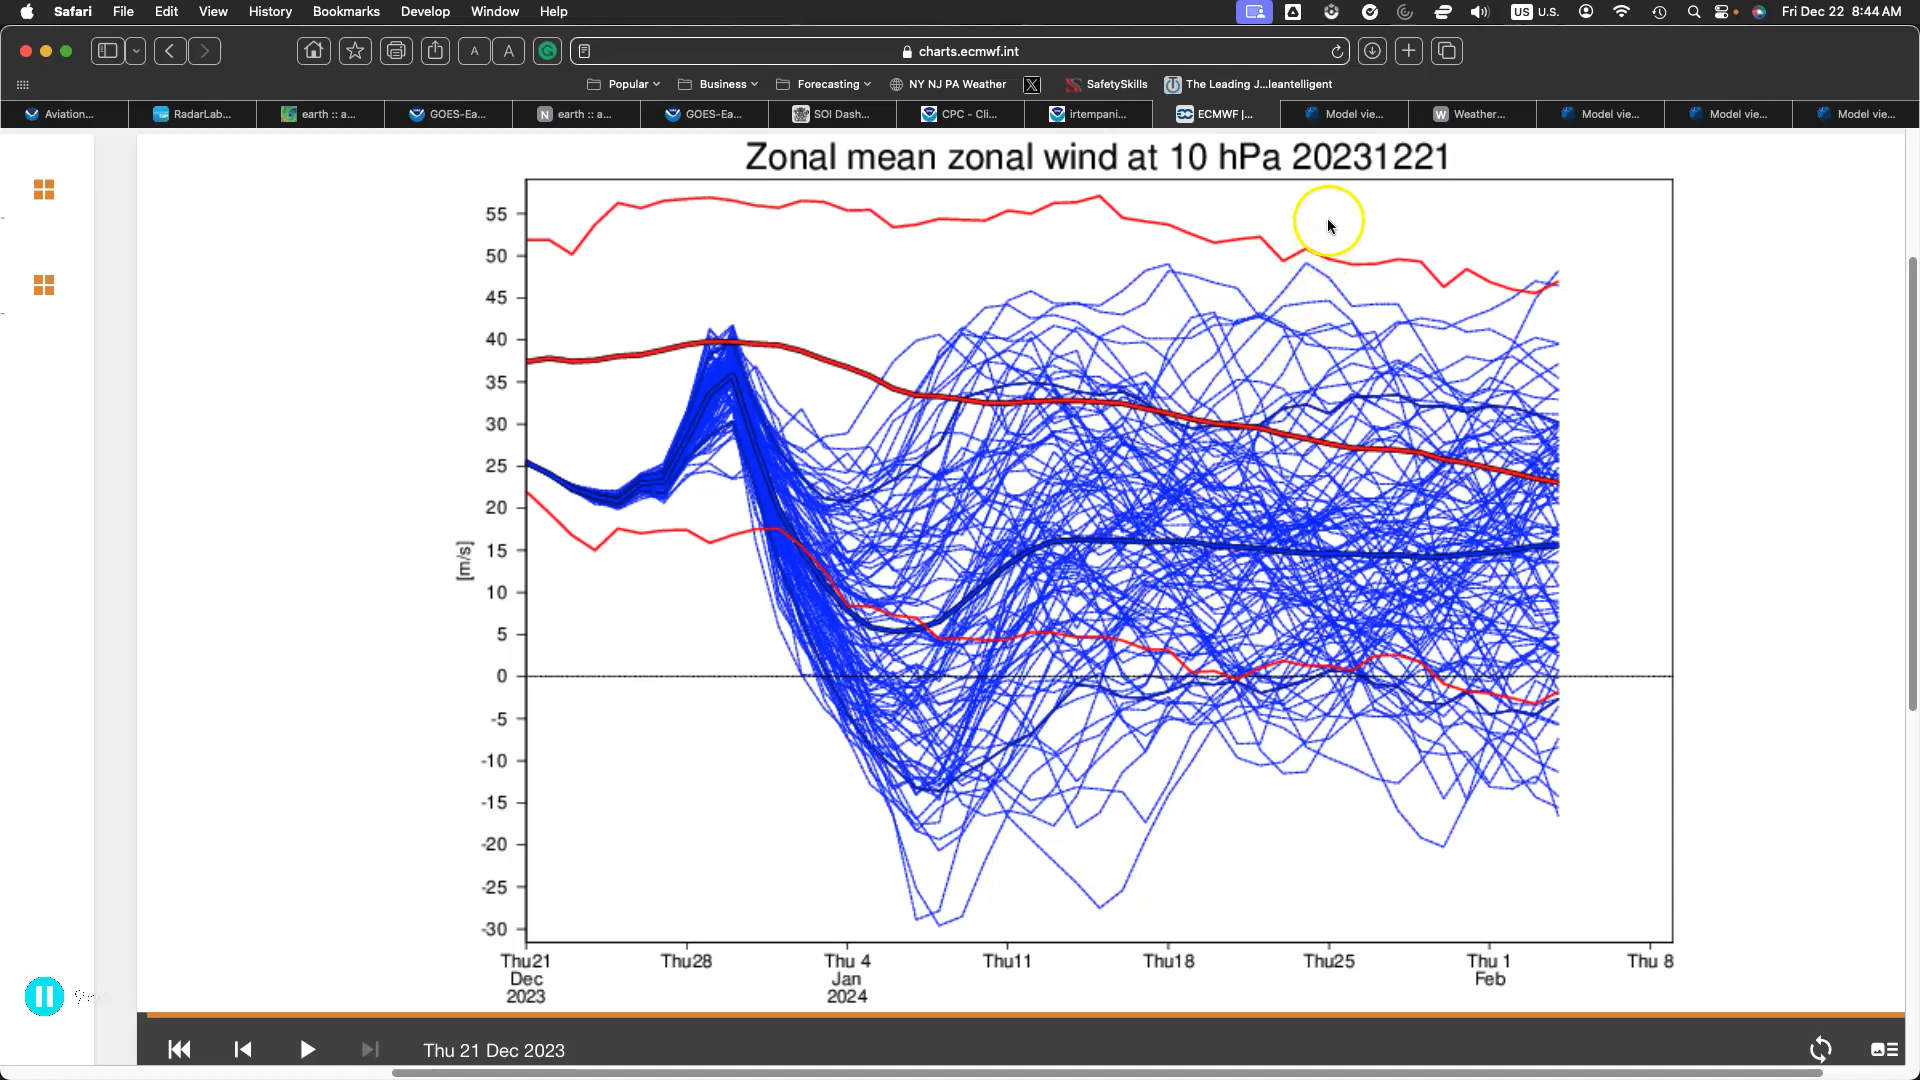 Safari File Edit View History Bookmarks Develop Window Help US U.S. Fri Dec 22 8:44 AM
A A charts.ecmwf.int
Popular Business Forecasting NY NJ PA Weather X SafetySkills The Leading J...leantelligent
Aviation... RadarLab... earth :: a... GOES-Ea... N earth :: a... GOES-Ea... SOI Dash... CPC - Cli... irtempani... ECMWF |... Model vie... W Weather... Model vie... Model vie... Model vie...
Zonal mean zonal wind at 10 hPa 20231221
55
50
45
40
35
30
25
20
15
10
5
0
-5
-10
-15
-20
-25
-30
[m/s]
Thu21 Thu28 Thu 4 Thu11 Thu18 Thu25 Thu 1 Thu 8
Dec Jan Feb
2023 2024
Thu 21 Dec 2023